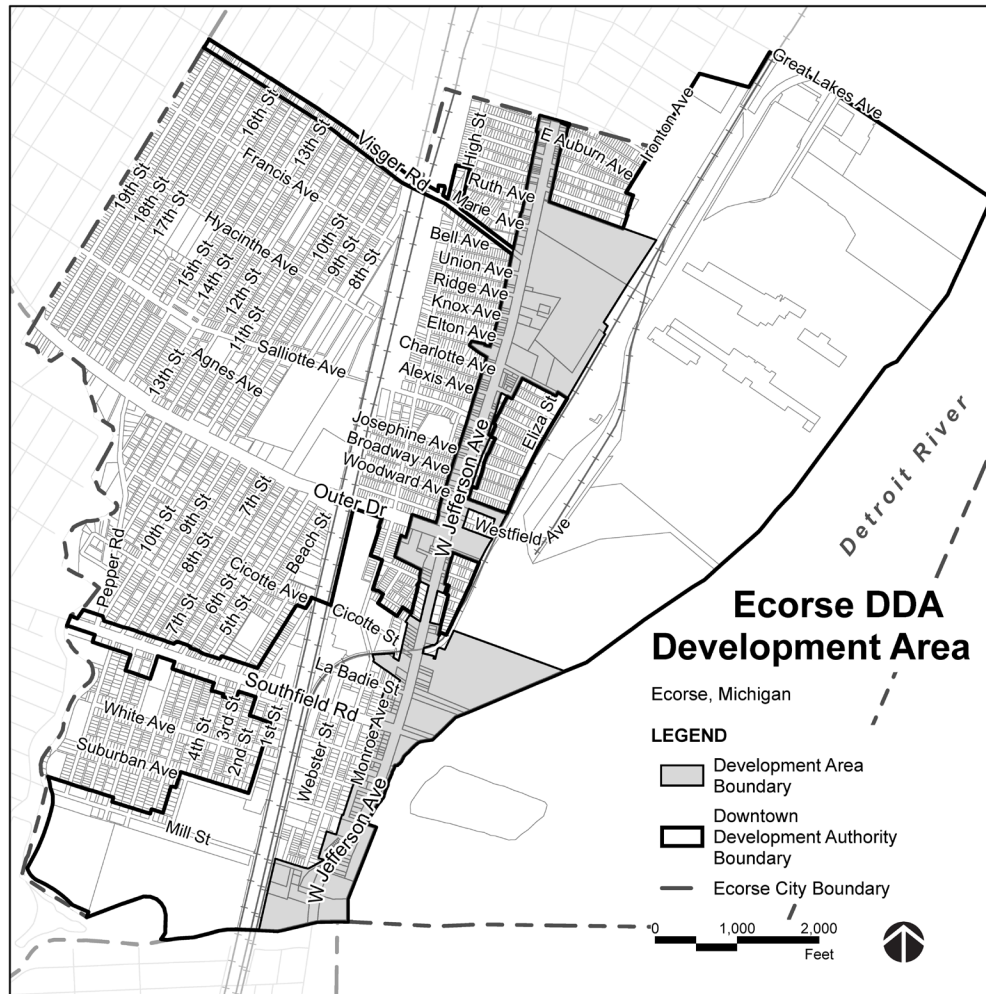 Great Lakes Ave
Ironton Ave
E Auburn Ave
High St
Visger Rd
Ruth Ave
Marie Ave
16th St
13th St
Francis Ave
19th St
18th St
17th St
Hyacinthe Ave
10th St
9th St
8th St
15th St
14th St
12th St
11th St
Bell Ave
Union Ave
Ridge Ave
Knox Ave
Elton Ave
Charlotte Ave
Alexis Ave
Salliotte Ave
Agnes Ave
13th St
Eliza St
Josephine Ave
Broadway Ave
Woodward Ave
W Jefferson Ave
Outer Dr
Westfield Ave
7th St
9th St
10th St
8th St
Beach St
Pepper Rd
Cicotte Ave
6th St
7th St
5th St
Cicotte St
La Badie St
Southfield Rd
White Ave
4th St
3rd St
2nd St
1st St
Suburban Ave
Webster St
Monroe Ave
Mill St
W Jefferson Ave
Detroit River
Ecorse DDA
Development Area
Ecorse, Michigan
LEGEND
Development Area
Boundary
Downtown
Development Authority
Boundary
Ecorse City Boundary
0 1,000 2,000
Feet